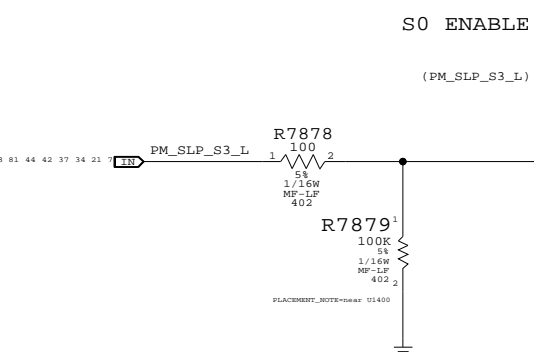 S0 ENABLE
(PM_SLP_S3_L)
R7878
100
1 2
5%
1/16W
MF-LF
402
81 44 42 37 34 21 7 IN PM_SLP_S3_L
R7879
1
100K
5%
1/16W
MF-LF
402
2
PLACEMENT_NOTE=near U1400